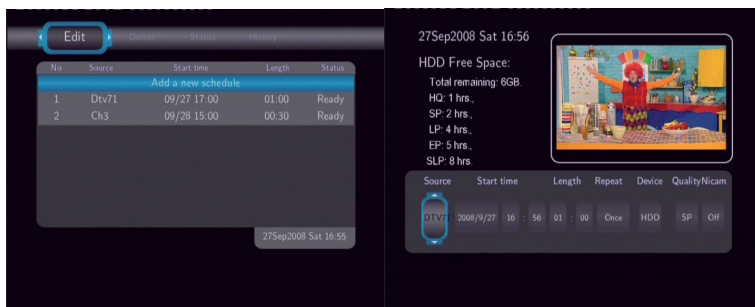 Edit Delete Status History
No Source Start time Length Status
Add a new schedule
1 Dtv71 09/27 17:00 01:00 Ready
2 Ch3 09/28 15:00 00:30 Ready
27Sep2008 Sat 16:55
27Sep2008 Sat 16:56
HDD Free Space:
Total remaining: 6GB.
HQ: 1 hrs.,
SP: 2 hrs.,
LP: 4 hrs.,
EP: 5 hrs.,
SLP: 8 hrs.
Source Start time Length Repeat Device Quality Nicam
DTV71 2008/9/27 16 : 56 01 : 00 Once HDD SP Off